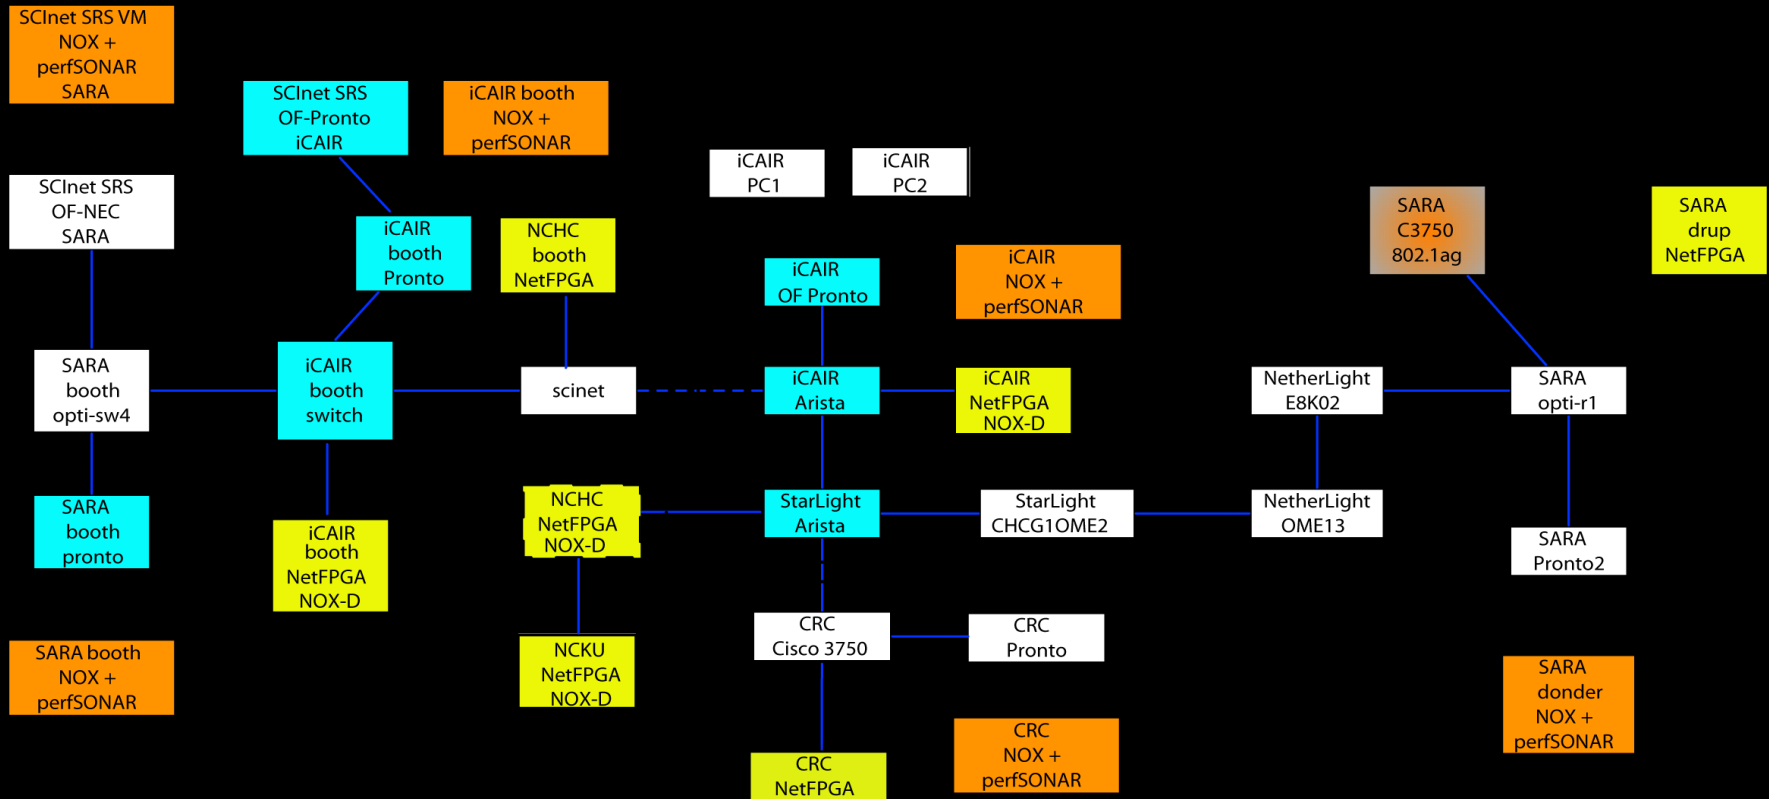 SCInet SRS VM
NOX +
perfSONAR
SARA
SCInet SRS
OF-Pronto
iCAIR
iCAIR booth
NOX +
perfSONAR
iCAIR
PC1
iCAIR
PC2
SCInet SRS
OF-NEC
SARA
iCAIR
booth
Pronto
NCHC
booth
NetFPGA
SARA
C3750
802.1ag
SARA
drup
NetFPGA
iCAIR
OF Pronto
iCAIR
NOX +
perfSONAR
SARA
booth
opti-sw4
iCAIR
booth
switch
scinet
iCAIR
Arista
iCAIR
NetFPGA
NOX-D
NetherLight
E8K02
SARA
opti-r1
SARA
booth
pronto
iCAIR
booth
NetFPGA
NOX-D
NCHC
NetFPGA
NOX-D
StarLight
Arista
StarLight
CHCG1OME2
NetherLight
OME13
SARA
Pronto2
SARA booth
NOX +
perfSONAR
NCKU
NetFPGA
NOX-D
CRC
Cisco 3750
CRC
Pronto
SARA
donder
NOX +
perfSONAR
CRC
NetFPGA
CRC
NOX +
perfSONAR